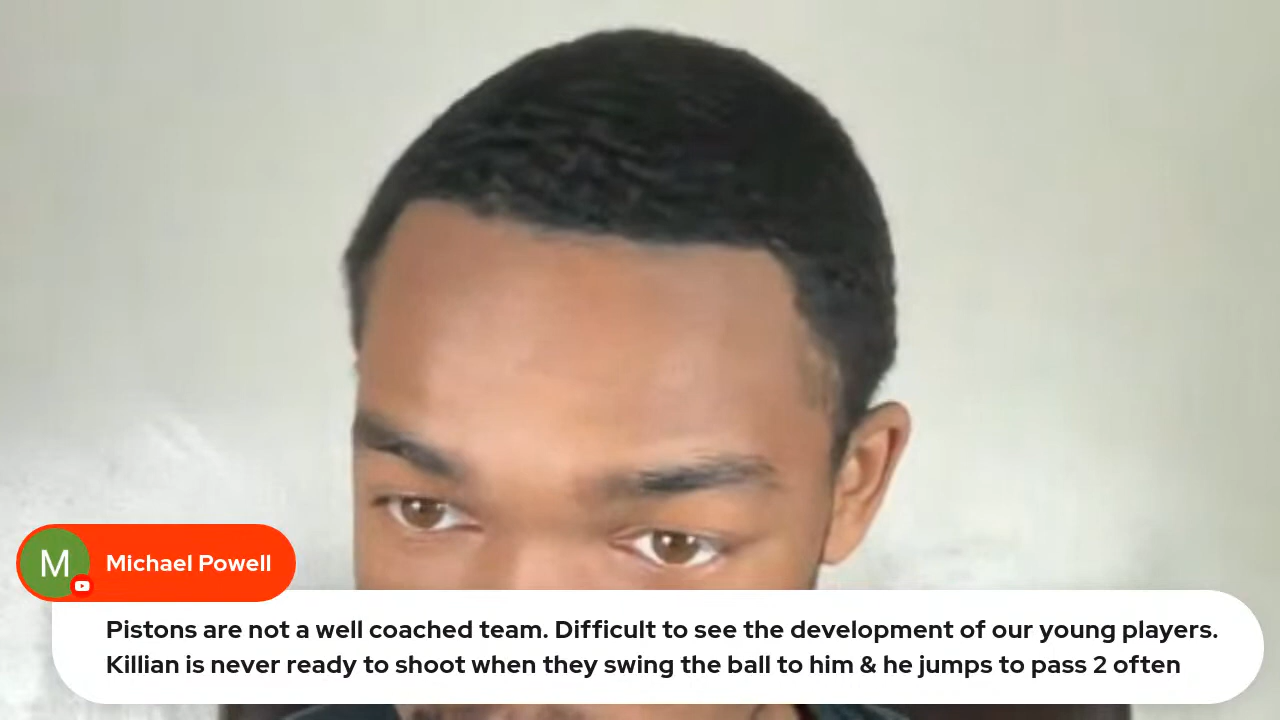 M
Michael Powell
Pistons are not a well coached team. Difficult to see the development of our young players.
Killian is never ready to shoot when they swing the ball to him & he jumps to pass 2 often